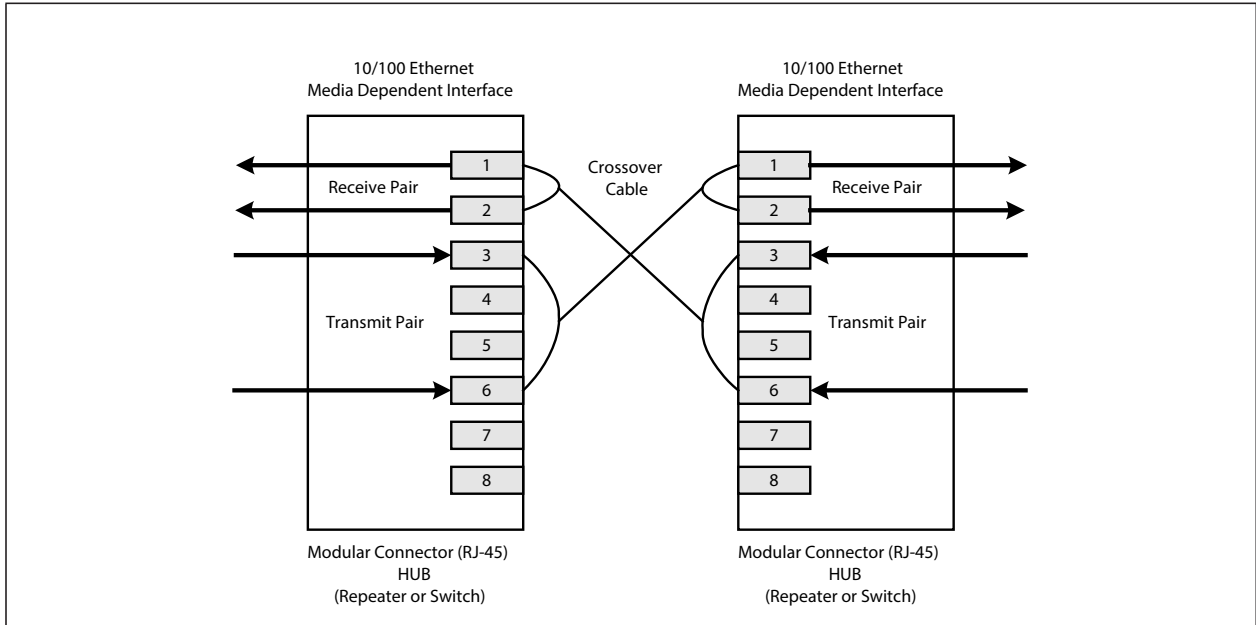 10/100 Ethernet
Media Dependent Interface
1
Receive Pair
2
3
4
Transmit Pair
5
6
7
8
Modular Connector (RJ-45)
HUB
(Repeater or Switch)
Crossover
Cable
10/100 Ethernet
Media Dependent Interface
1
Receive Pair
2
3
4
Transmit Pair
5
6
7
8
Modular Connector (RJ-45)
HUB
(Repeater or Switch)